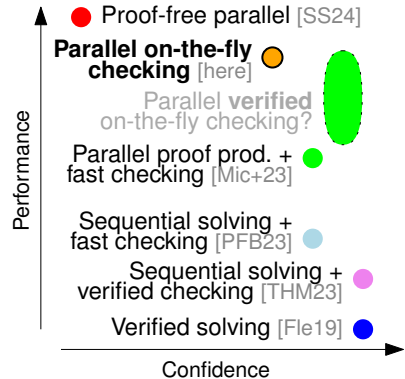 Proof-free parallel [SS24]
Parallel on-the-fly
checking [here]
Parallel verified
on-the-fly checking?
Parallel proof prod. +
fast checking [Mic+23]
Sequential solving +
fast checking [PFB23]
Sequential solving +
verified checking [THM23]
Verified solving [Fle19]
Performance
Confidence